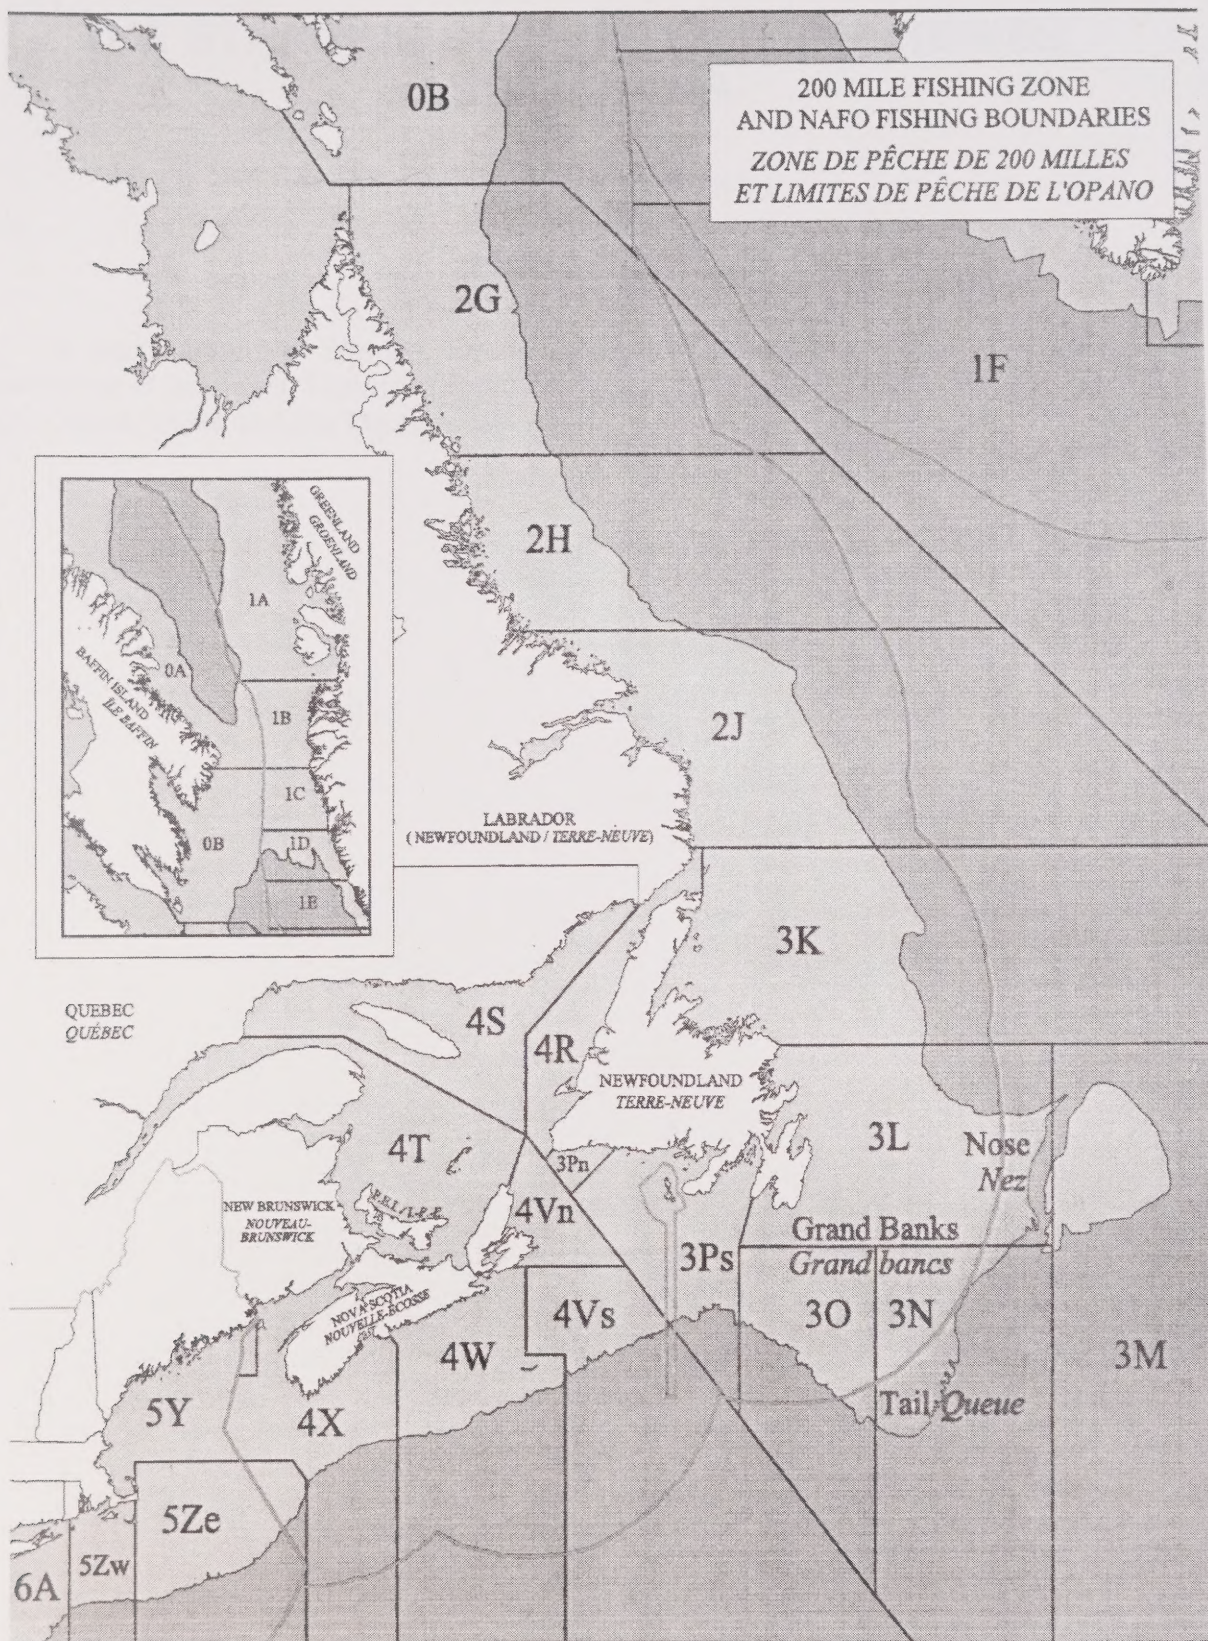 0B
200 MILE FISHING ZONE
AND NAFO FISHING BOUNDARIES
ZONE DE PÊCHE DE 200 MILLES
ET LIMITES DE PÊCHE DE L'OPANO
2G
1F
2H
GREENLAND
GROENLAND
1A
0A
BAFFIN ISLAND
ÎLE BAFFIN
1B
1C
0B
1D
1E
2J
LABRADOR
( NEWFOUNDLAND / TERRE-NEUVE)
3K
QUEBEC
QUÉBEC
4S
4R
NEWFOUNDLAND
TERRE-NEUVE
3L
Nose
Nez
4T
3Pn
P.E.I./I.-P.-E.
NEW BRUNSWICK
NOUVEAU-
BRUNSWICK
4Vn
Grand Banks
Grand bancs
3Ps
NOVA SCOTIA
NOUVELLE-ÉCOSSE
4Vs
3O
3N
4W
3M
5Y
4X
Tail/Queue
5Ze
5Zw
6A